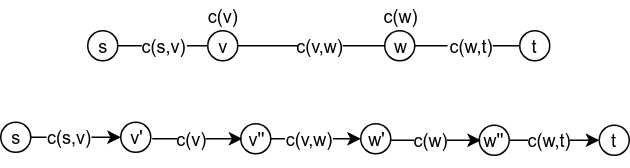 c(v) c(w)
s c(s,v) v c(v,w) w c(w,t) t
s c(s,v) v' c(v) v'' c(v,w) w' c(w) w'' c(w,t) t